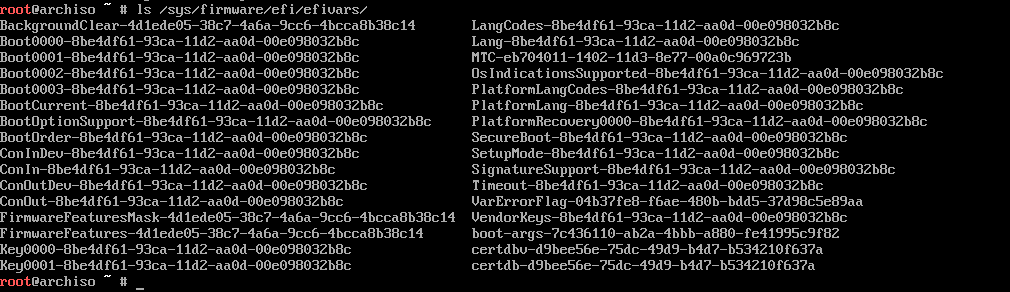 root@archiso ~ # ls /sys/firmware/efi/efivars/
BackgroundClear-4d1ede05-38c7-4a6a-9cc6-4bcca8b38c14 LangCodes-8be4df61-93ca-11d2-aa0d-00e098032b8c
Boot0000-8be4df61-93ca-11d2-aa0d-00e098032b8c Lang-8be4df61-93ca-11d2-aa0d-00e098032b8c
Boot0001-8be4df61-93ca-11d2-aa0d-00e098032b8c MTC-eb704011-1402-11d3-8e77-00a0c969723b
Boot0002-8be4df61-93ca-11d2-aa0d-00e098032b8c OsIndicationsSupported-8be4df61-93ca-11d2-aa0d-00e098032b8c
Boot0003-8be4df61-93ca-11d2-aa0d-00e098032b8c PlatformLangCodes-8be4df61-93ca-11d2-aa0d-00e098032b8c
BootCurrent-8be4df61-93ca-11d2-aa0d-00e098032b8c PlatformLang-8be4df61-93ca-11d2-aa0d-00e098032b8c
BootOptionSupport-8be4df61-93ca-11d2-aa0d-00e098032b8c PlatformRecovery0000-8be4df61-93ca-11d2-aa0d-00e098032b8c
BootOrder-8be4df61-93ca-11d2-aa0d-00e098032b8c SecureBoot-8be4df61-93ca-11d2-aa0d-00e098032b8c
ConInDev-8be4df61-93ca-11d2-aa0d-00e098032b8c SetupMode-8be4df61-93ca-11d2-aa0d-00e098032b8c
ConIn-8be4df61-93ca-11d2-aa0d-00e098032b8c SignatureSupport-8be4df61-93ca-11d2-aa0d-00e098032b8c
ConOutDev-8be4df61-93ca-11d2-aa0d-00e098032b8c Timeout-8be4df61-93ca-11d2-aa0d-00e098032b8c
ConOut-8be4df61-93ca-11d2-aa0d-00e098032b8c VarErrorFlag-04b37fe8-f6ae-480b-bdd5-37d98c5e89aa
FirmwareFeaturesMask-4d1ede05-38c7-4a6a-9cc6-4bcca8b38c14 VendorKeys-8be4df61-93ca-11d2-aa0d-00e098032b8c
FirmwareFeatures-4d1ede05-38c7-4a6a-9cc6-4bcca8b38c14 boot-args-7c436110-ab2a-4bbb-a880-fe41995c9f82
Key0000-8be4df61-93ca-11d2-aa0d-00e098032b8c certdbv-d9bee56e-75dc-49d9-b4d7-b534210f637a
Key0001-8be4df61-93ca-11d2-aa0d-00e098032b8c certdb-d9bee56e-75dc-49d9-b4d7-b534210f637a
root@archiso ~ # _